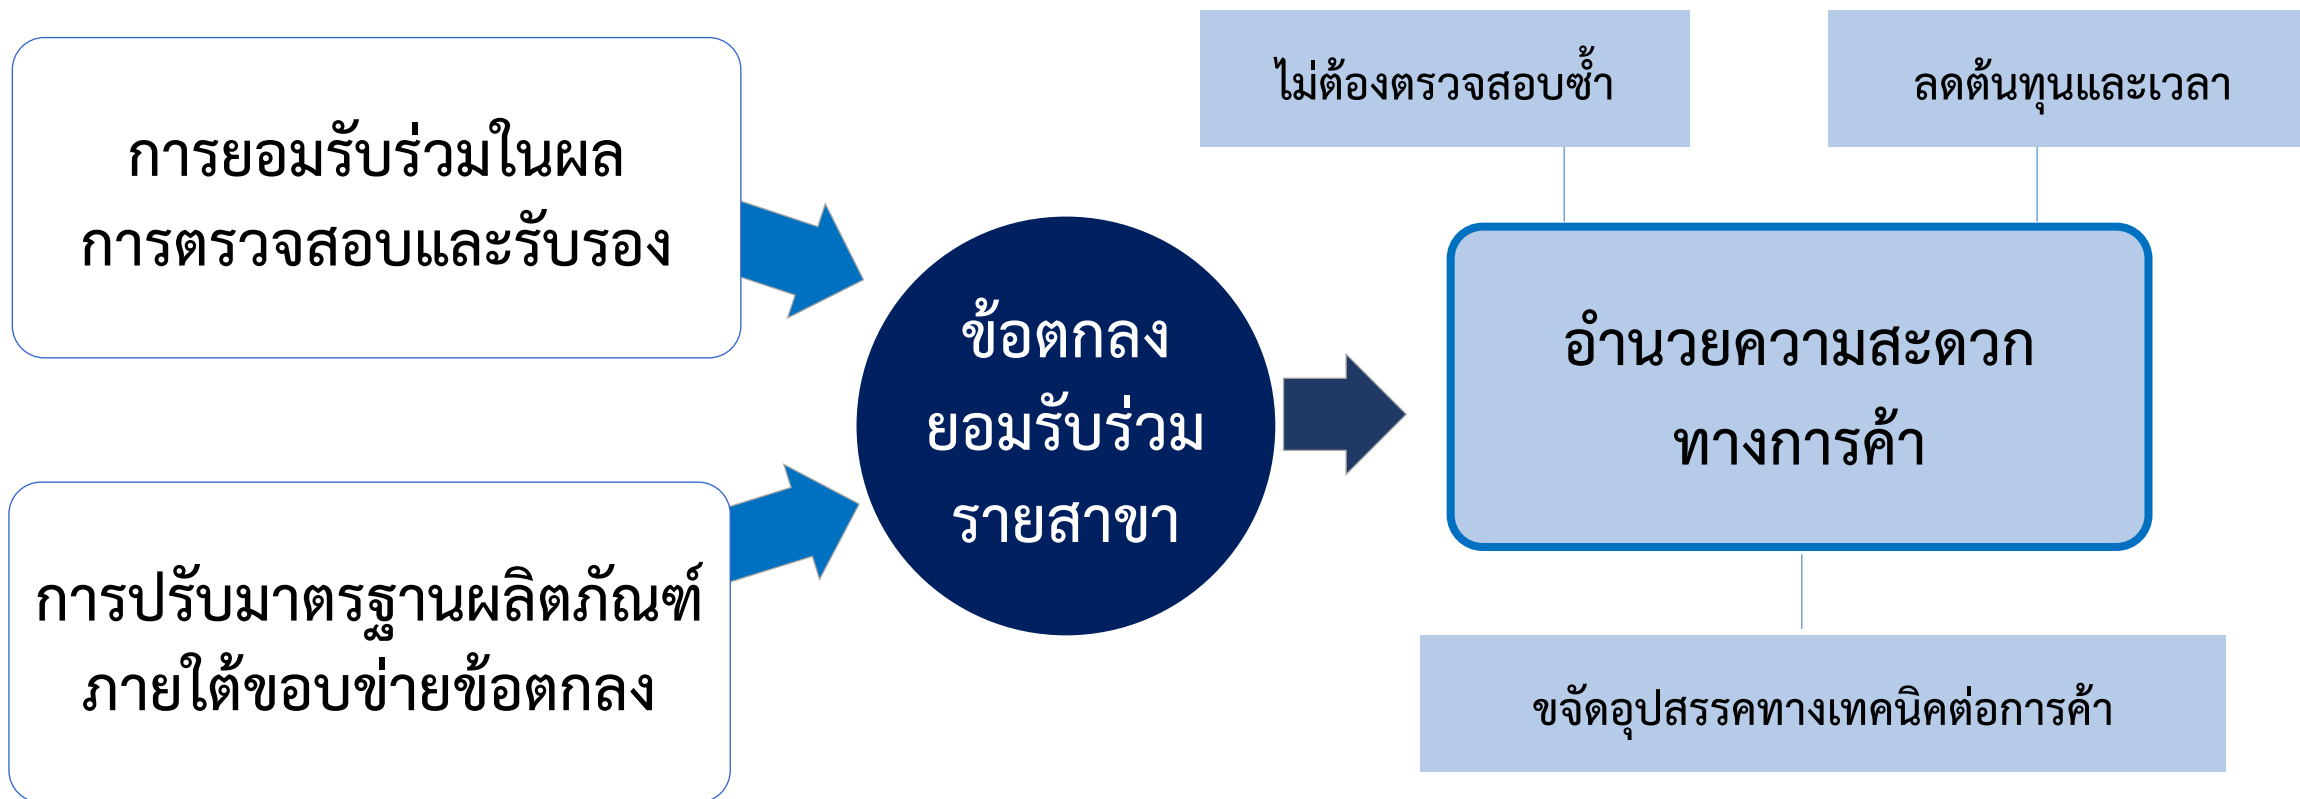 การยอมรับร่วมในผล
การตรวจสอบและรับรอง
การปรับมาตรฐานผลิตภัณฑ์
ภายใต้ขอบข่ายข้อตกลง
ข้อตกลง
ยอมรับร่วม
รายสาขา
ไม่ต้องตรวจสอบซ้ำ
ลดต้นทุนและเวลา
อำนวยความสะดวก
ทางการค้า
ขจัดอุปสรรคทางเทคนิคต่อการค้า